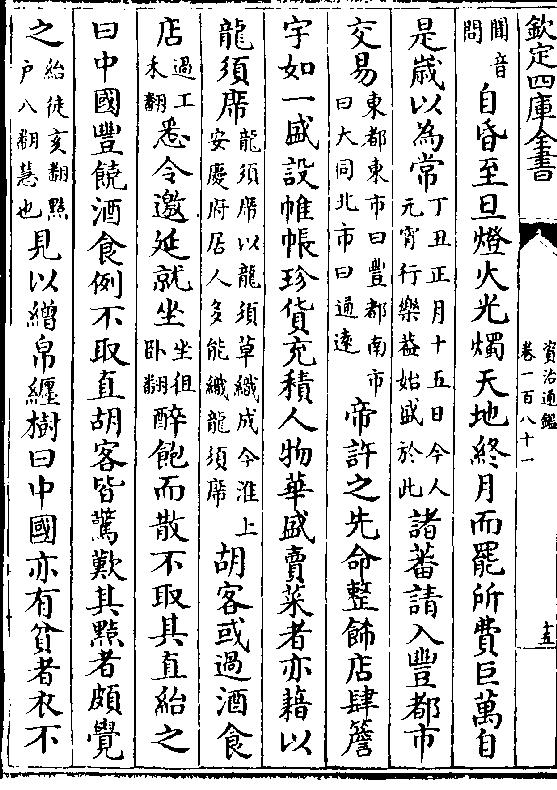 欽定四庫全書
資治通鑑
卷一百八十一
十五
聞音
問
自昏至旦燈火光燭天地終月而罷所費巨萬自
是歲以為常
丁丑正月十五日今人
元宵行樂蓋始盛於此
諸蕃請入豐都市
交易
東都東市曰豐都南市
曰大同北市曰通遠
帝許之先命整飾店肆簷
宇如一盛設帷帳珍貨充積人物華盛賣菜者亦藉以
龍須席
龍須席以龍須草織成今淮上
安慶府居人多能織龍須席
胡客或過酒食
店
過工
禾翻
悉令邀延就坐
坐徂
卧翻
醉飽而散不取其直紿之
曰中國豐饒酒食例不取直胡客皆驚歎其黠者頗覺
之
紿徒亥翻黠
户八翻慧也
見以繒帛纏樹曰中國亦有貧者衣不